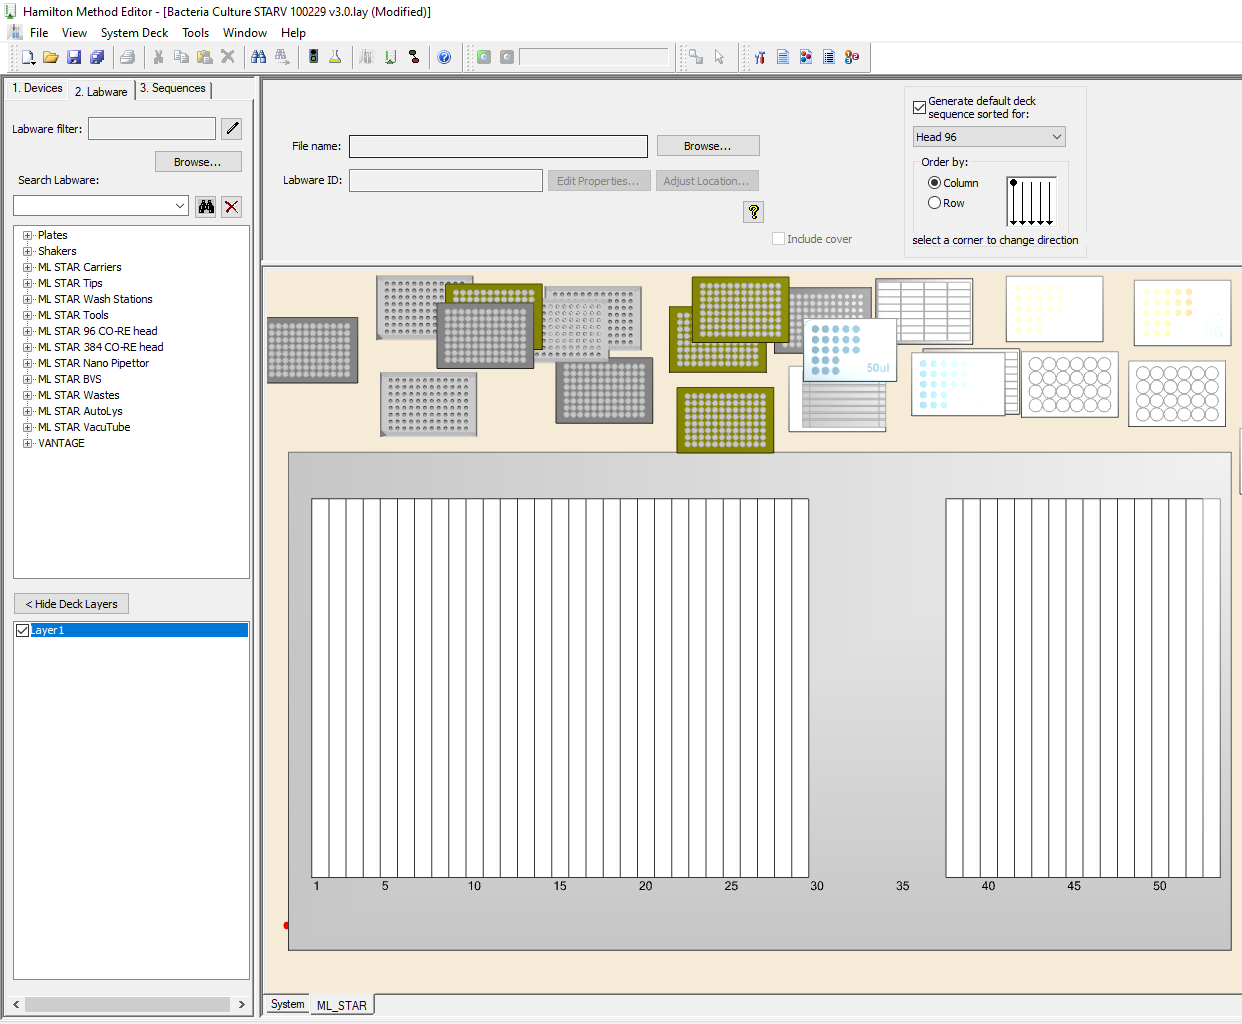 Hamilton Method Editor - [Bacteria Culture STARV 100229 v3.0.lay (Modified)]
File View System Deck Tools Window Help
1. Devices 2. Labware 3. Sequences
Labware filter:
Browse...
Search Labware:
Plates
Shakers
ML STAR Carriers
ML STAR Tips
ML STAR Wash Stations
ML STAR Tools
ML STAR 96 CO-RE head
ML STAR 384 CO-RE head
ML STAR Nano Pipettor
ML STAR BVS
ML STAR Wastes
ML STAR AutoLys
ML STAR VacuTube
VANTAGE
< Hide Deck Layers
Layer1
File name:
Browse...
Labware ID:
Edit Properties...
Adjust Location...
?
Include cover
Generate default deck
sequence sorted for:
Head 96
Order by:
Column
Row
select a corner to change direction
50ul
1 5 10 15 20 25 30 35 40 45 50
System ML_STAR